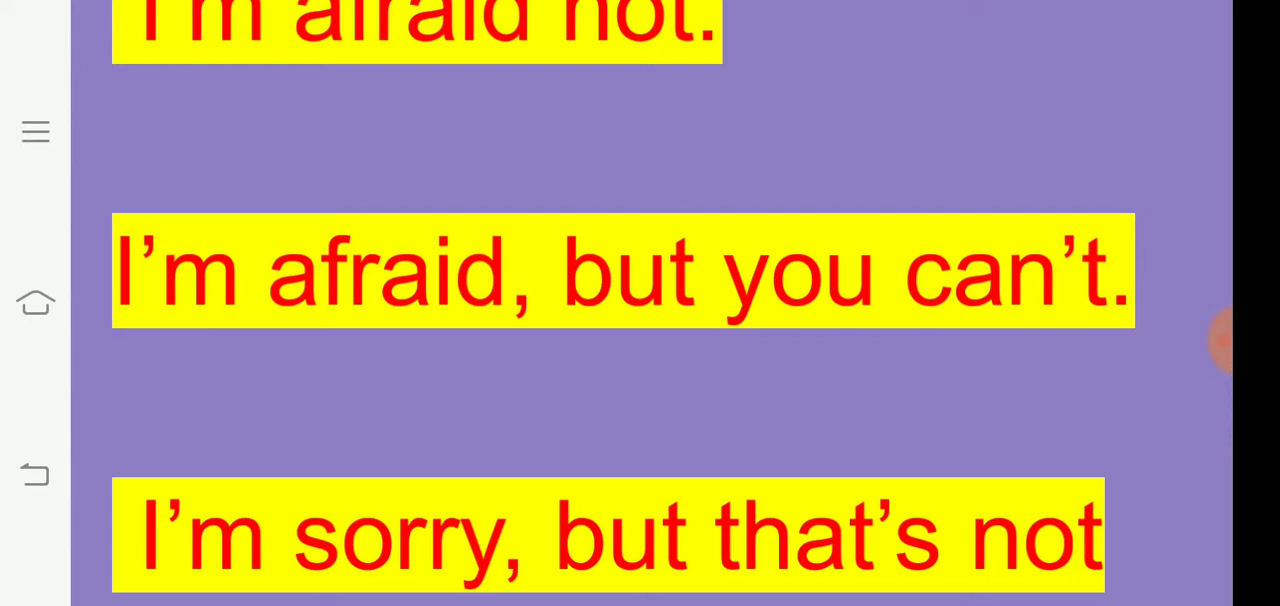 I'm afraid not.
I’m afraid, but you can’t.
I’m sorry, but that’s not